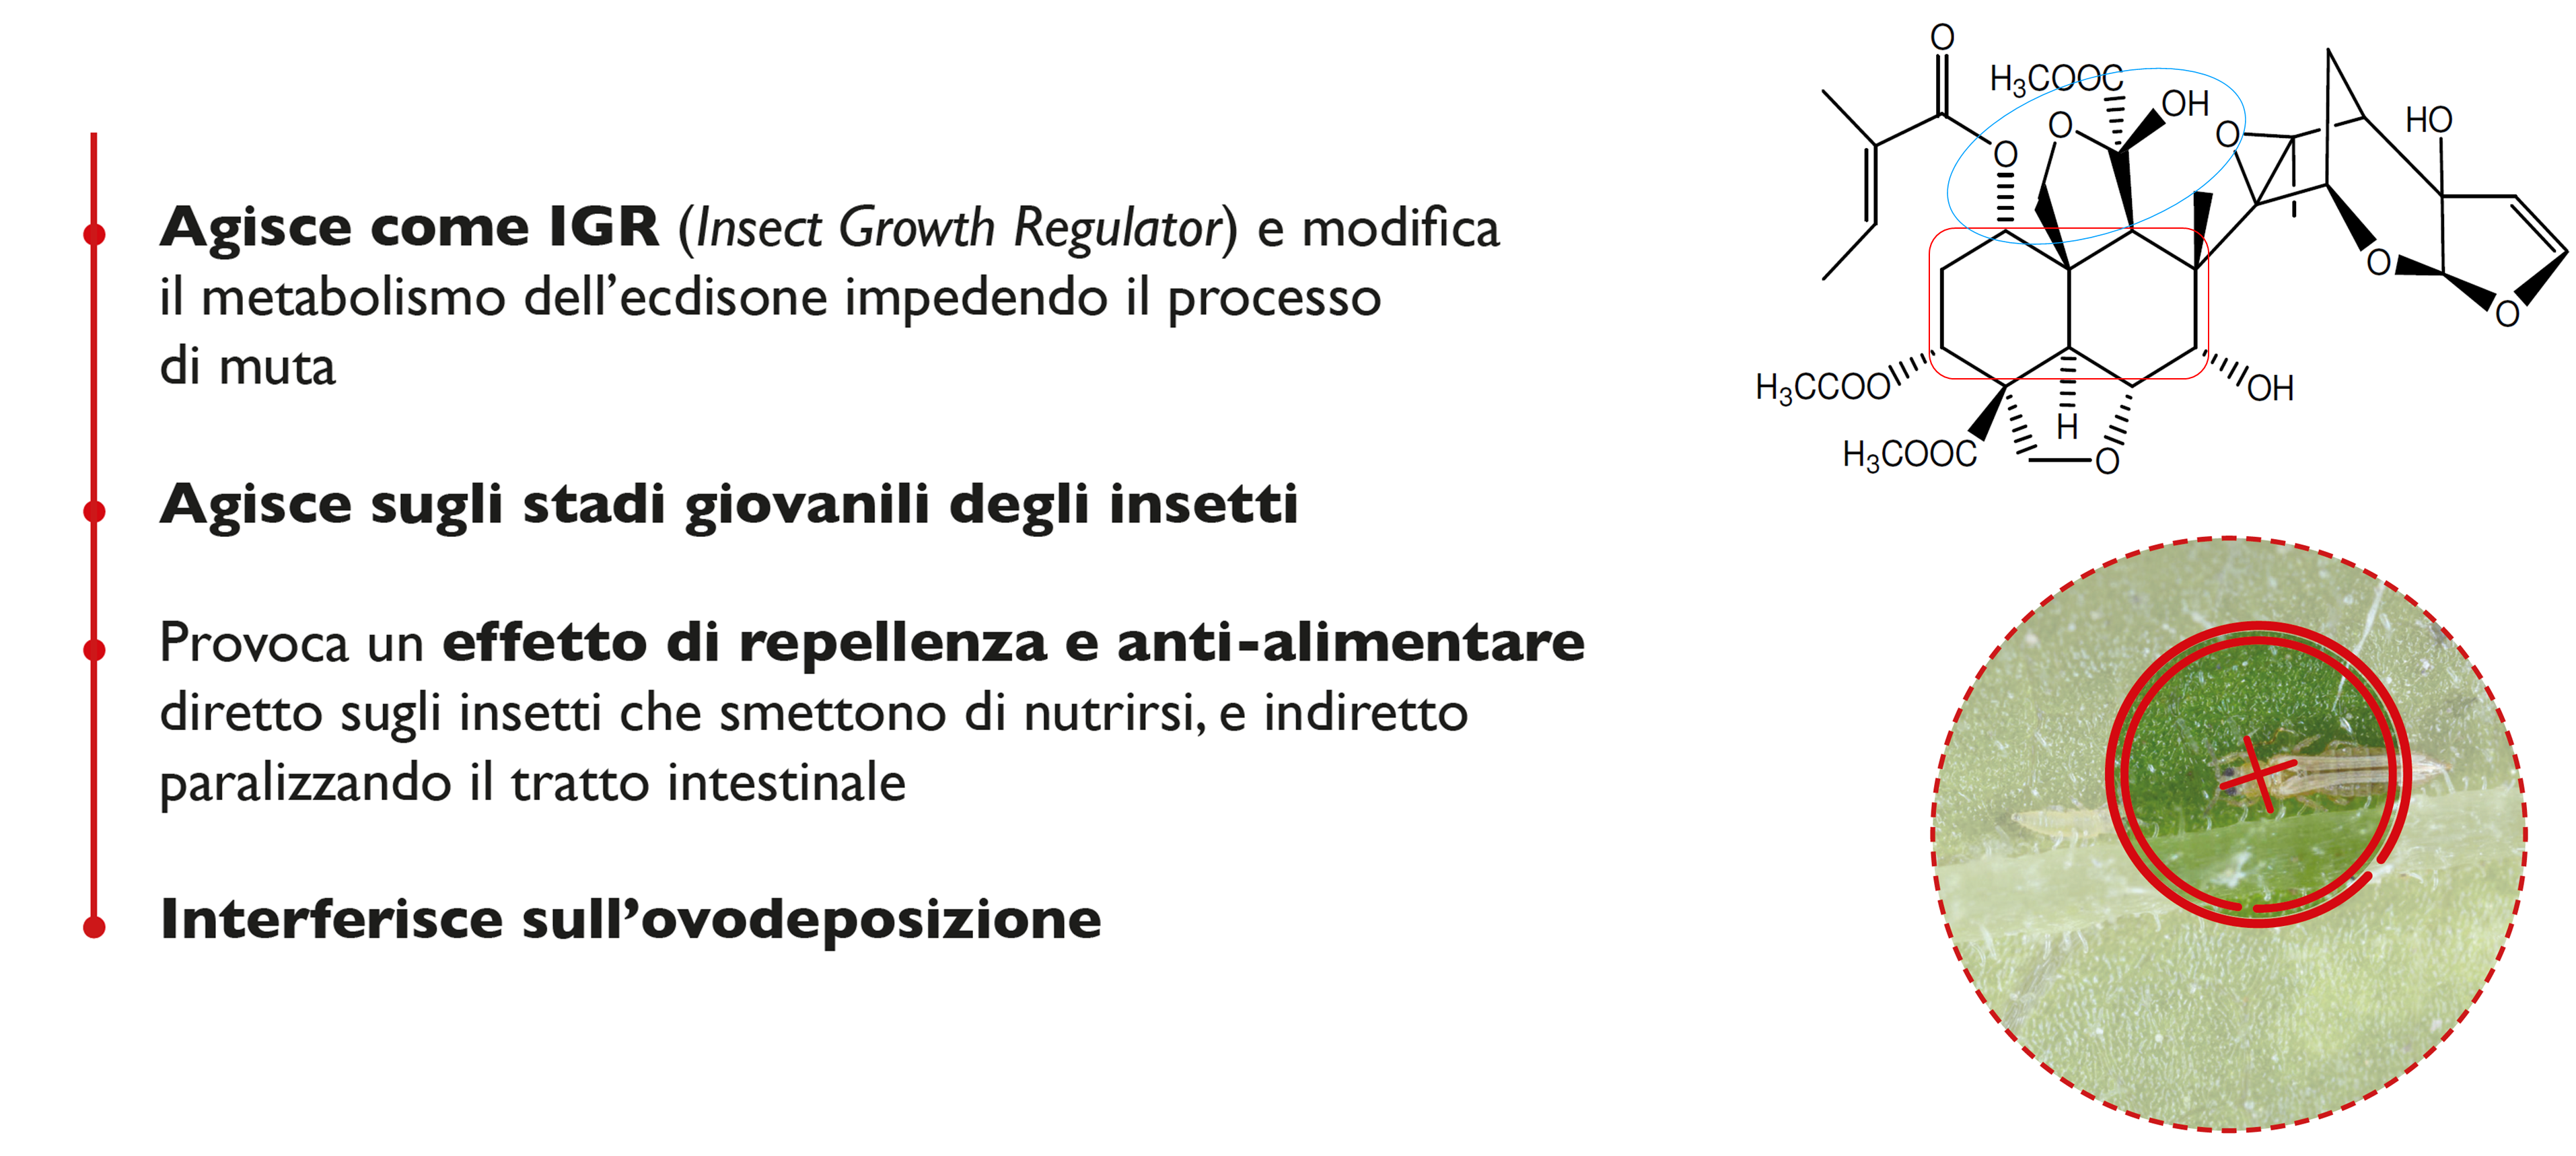 Agisce come IGR (Insect Growth Regulator) e modifica
il metabolismo dell’ecdisone impedendo il processo
di muta
Agisce sugli stadi giovanili degli insetti
Provoca un effetto di repellenza e anti-alimentare
diretto sugli insetti che smettono di nutrirsi, e indiretto
paralizzando il tratto intestinale
Interferisce sull’ovodeposizione
O
H3COOC
OH
O
O
O
HO
O
O
H3CCOO
OH
H
H3COOC
O